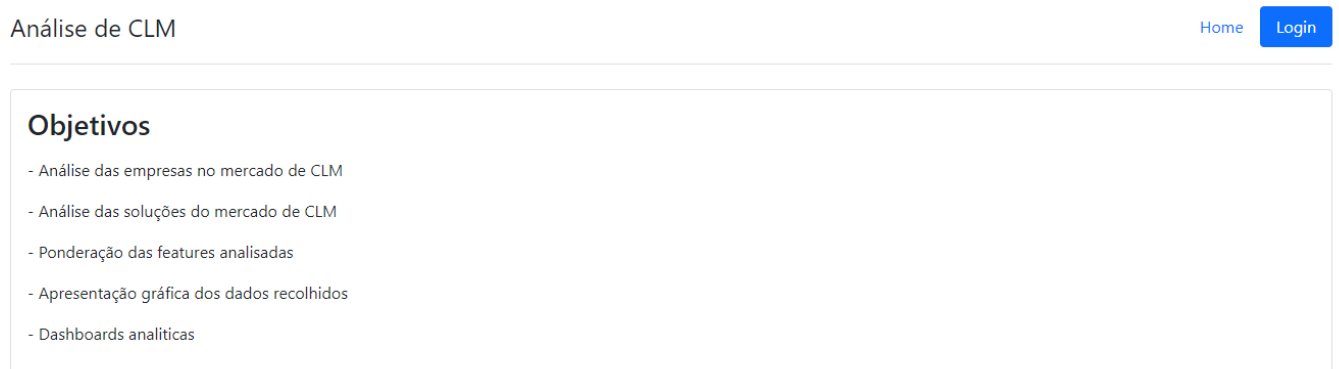 Análise de CLM
Home
Login
Objetivos
- Análise das empresas no mercado de CLM
- Análise das soluções do mercado de CLM
- Ponderação das features analisadas
- Apresentação gráfica dos dados recolhidos
- Dashboards analiticas